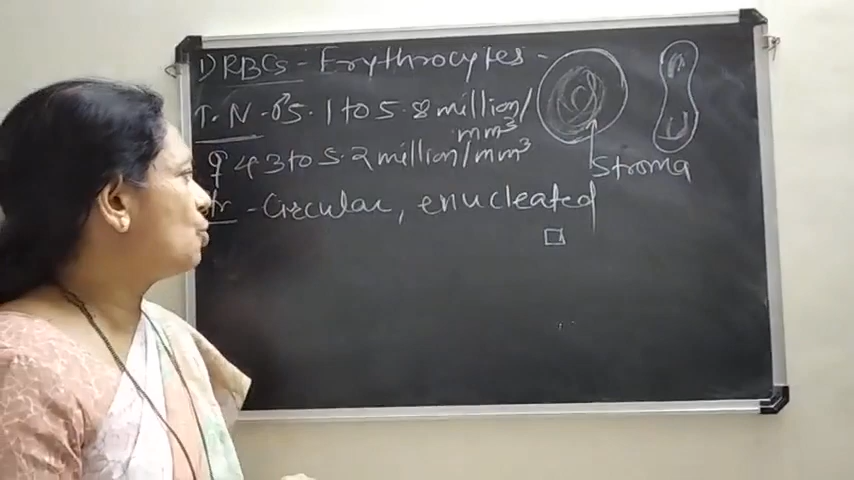 1) RBCs - Erythrocytes -
T. N - ♂ 5.1 to 5.8 million/
mm³
♀ 4.3 to 5.2 million/mm³
Stroma
str - Circular, enucleated